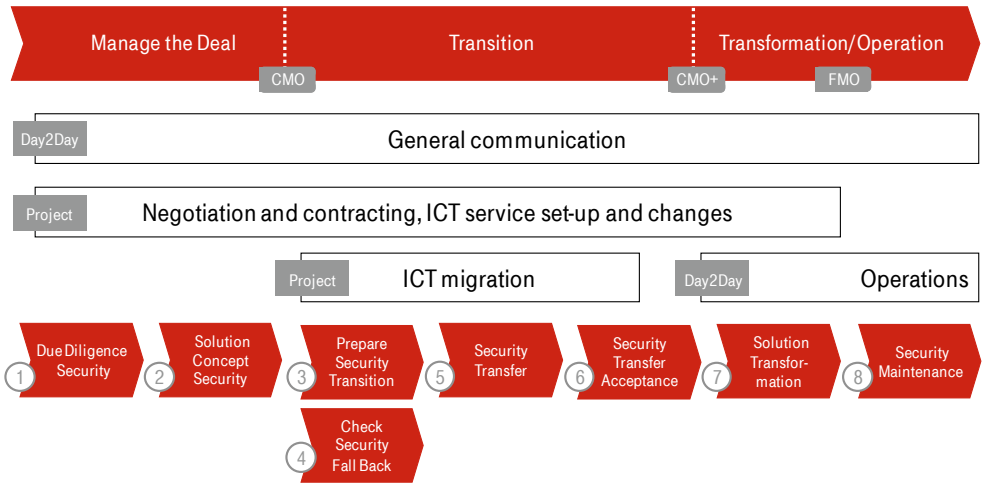 Manage the Deal
Transition
Transformation/Operation
CMO
CMO+
FMO
Day2Day
General communication
Project
Negotiation and contracting, ICT service set-up and changes
Project
ICT migration
Day2Day
Operations
1
Due Diligence
Security
2
Solution
Concept
Security
3
Prepare
Security
Transition
5
Security
Transfer
6
Security
Transfer
Acceptance
7
Solution
Transfor-
mation
8
Security
Maintenance
4
Check
Security
Fall Back